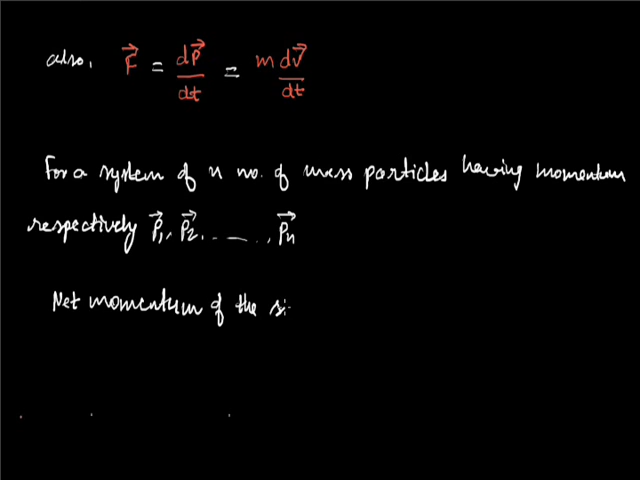 also, F⃗ = dP⃗/dt = m dV⃗/dt
For a system of n no. of mass particles having momentum
respectively P⃗1, P⃗2, ......, P⃗n
Net momentum of the si